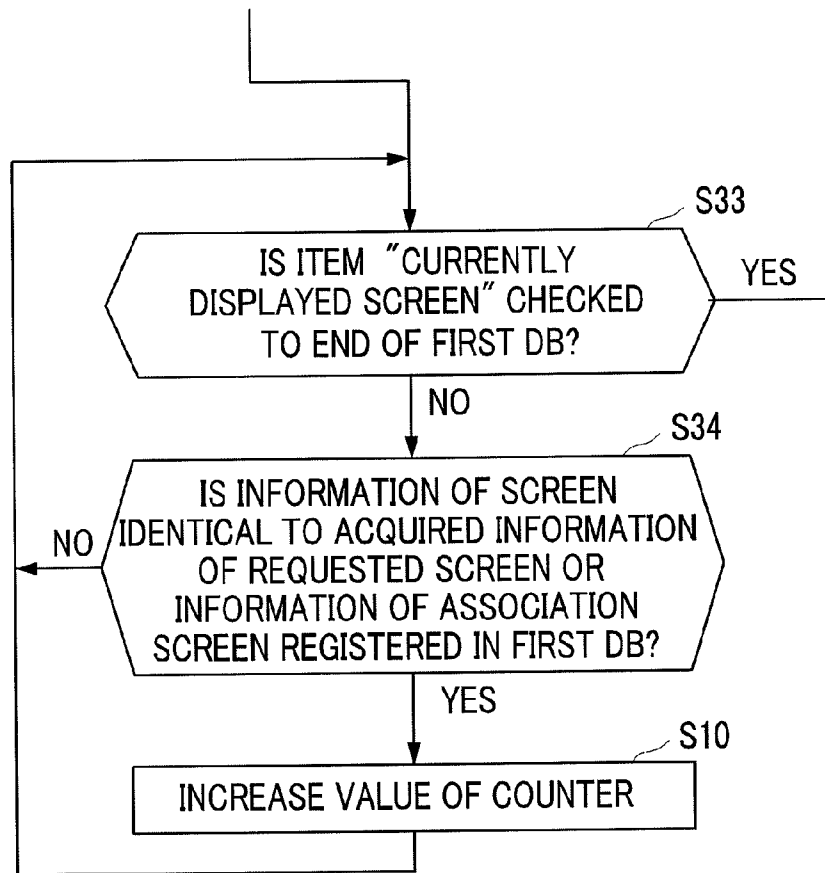 S33
IS ITEM "CURRENTLY
DISPLAYED SCREEN" CHECKED
TO END OF FIRST DB?
YES
NO
S34
IS INFORMATION OF SCREEN
IDENTICAL TO ACQUIRED INFORMATION
OF REQUESTED SCREEN OR
INFORMATION OF ASSOCIATION
SCREEN REGISTERED IN FIRST DB?
NO
YES
S10
INCREASE VALUE OF COUNTER